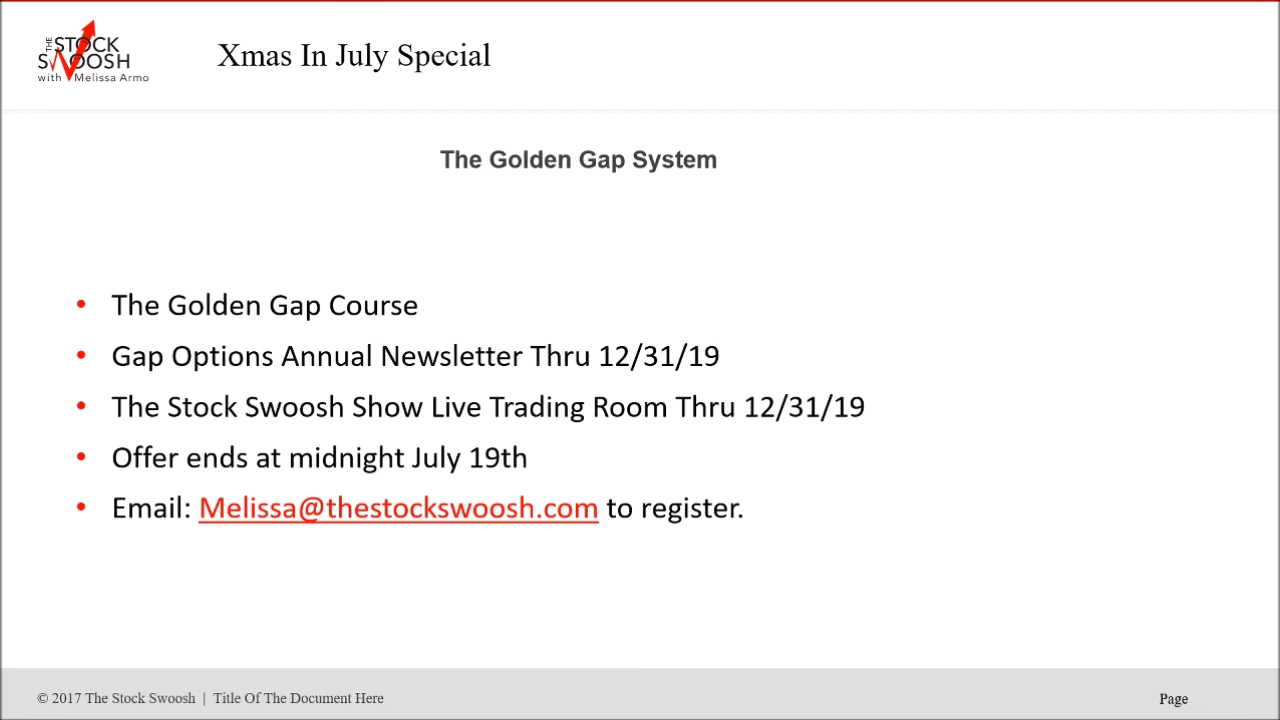 THE
STOCK
SWOOSH
with Melissa Armo
Xmas In July Special
The Golden Gap System
• The Golden Gap Course
• Gap Options Annual Newsletter Thru 12/31/19
• The Stock Swoosh Show Live Trading Room Thru 12/31/19
• Offer ends at midnight July 19th
• Email: Melissa@thestockswoosh.com to register.
© 2017 The Stock Swoosh | Title Of The Document Here
Page